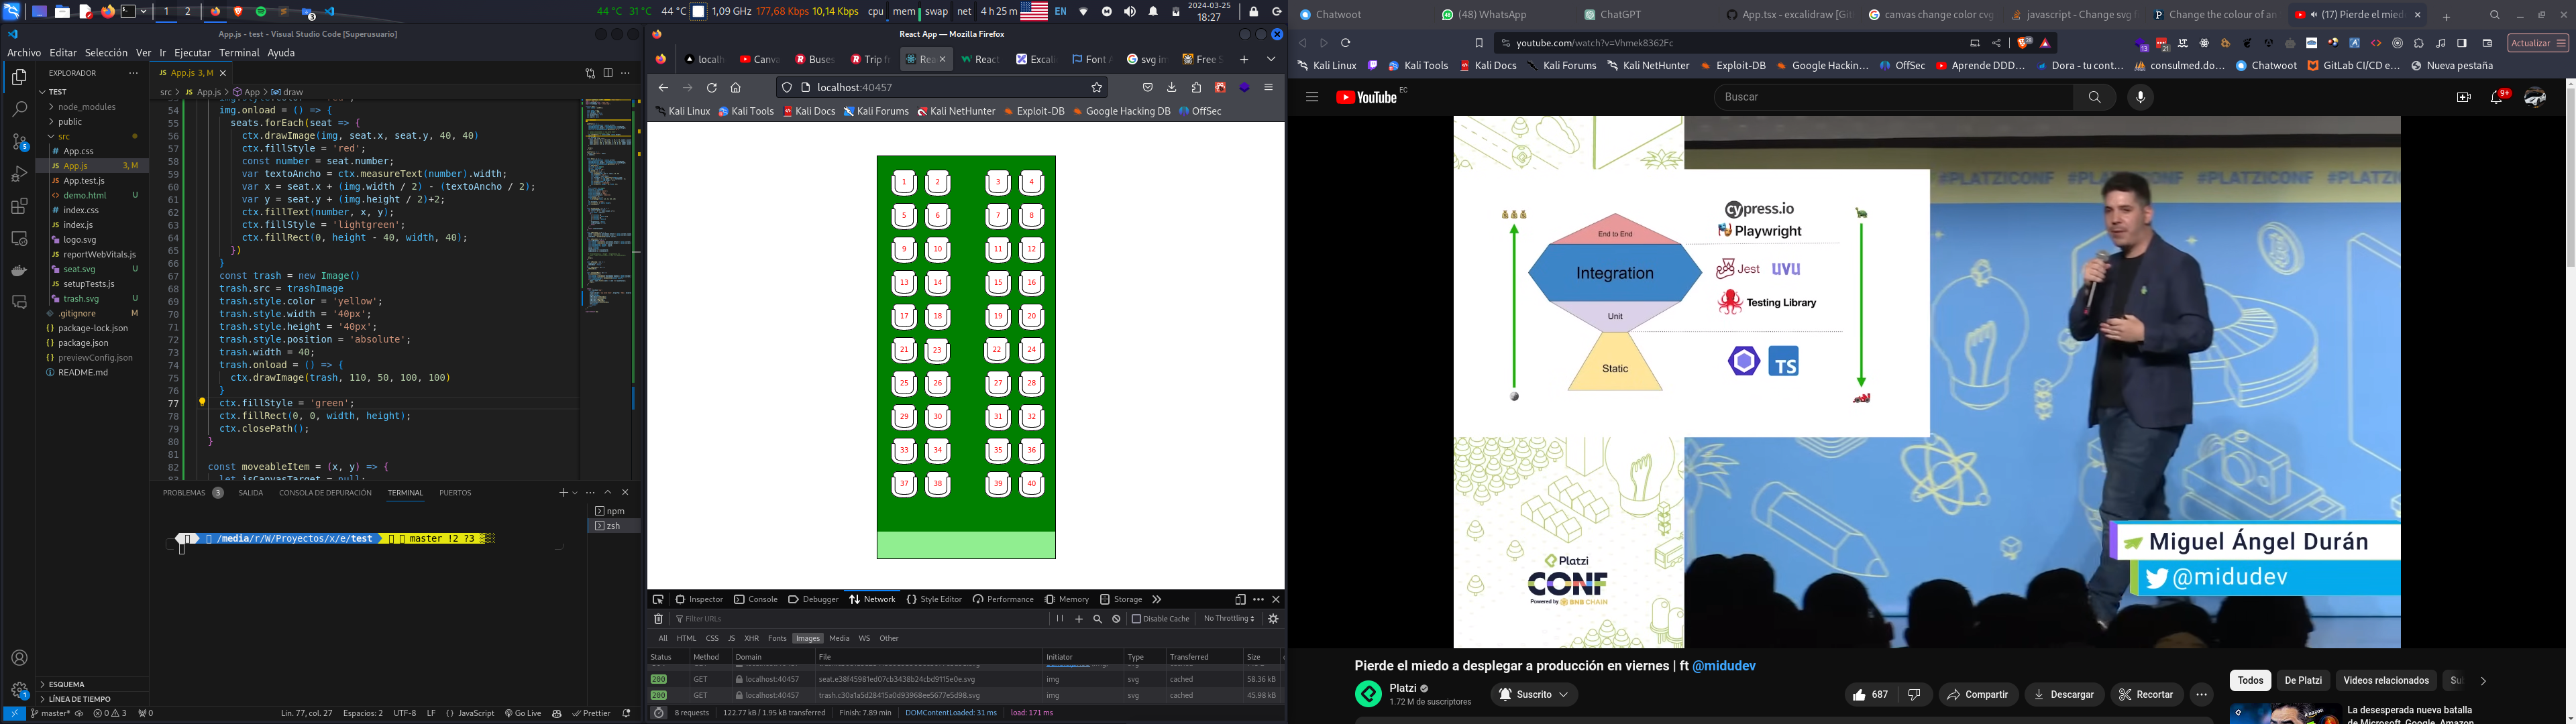 44 °C 31 °C 44 °C 1,09 GHz 177,68 Kbps 10,14 Kbps cpu mem swap net 4 h 25 m EN 2024-03-25
18:27
App.js - test - Visual Studio Code [Superusuario]
Archivo Editar Selección Ver Ir Ejecutar Terminal Ayuda
EXPLORADOR
TEST
node_modules
public
src
App.css
App.js 3, M
App.test.js
demo.html U
index.css
index.js
logo.svg
reportWebVitals.js
seat.svg U
setupTests.js
trash.svg U
.gitignore M
package-lock.json
package.json
previewConfig.json
README.md
ESQUEMA
LÍNEA DE TIEMPO
App.js 3, M
src > App.js > App > draw
54 img.onload = () => {
55 seats.forEach(seat => {
56 ctx.drawImage(img, seat.x, seat.y, 40, 40)
57 ctx.fillStyle = 'red';
58 const number = seat.number;
59 var textoAncho = ctx.measureText(number).width;
60 var x = seat.x + (img.width / 2) - (textoAncho / 2);
61 var y = seat.y + (img.height / 2)+2;
62 ctx.fillText(number, x, y);
63 ctx.fillStyle = 'lightgreen';
64 ctx.fillRect(0, height - 40, width, 40);
65 })
66 }
67 const trash = new Image()
68 trash.src = trashImage
69 trash.style.color = 'yellow';
70 trash.style.width = '40px';
71 trash.style.height = '40px';
72 trash.style.position = 'absolute';
73 trash.width = 40;
74 trash.onload = () => {
75 ctx.drawImage(trash, 110, 50, 100, 100)
76 }
77 ctx.fillStyle = 'green';
78 ctx.fillRect(0, 0, width, height);
79 ctx.closePath();
80 }
81
82 const moveableItem = (x, y) => {
PROBLEMAS 3 SALIDA CONSOLA DE DEPURACIÓN TERMINAL PUERTOS
npm
zsh
/media/r/W/Proyectos/x/e/test master !2 ?3
master* 0 3 0 Lín. 77, col. 27 Espacios: 2 UTF-8 LF JavaScript Go Live Prettier
React App — Mozilla Firefox
localh Canva Buses Trip fr Rea React Excali Font A svg im Free S
localhost:40457
Kali Linux Kali Tools Kali Docs Kali Forums Kali NetHunter Exploit-DB Google Hacking DB OffSec
1 2 3 4
5 6 7 8
9 10 11 12
13 14 15 16
17 18 19 20
21 23 22 24
25 26 27 28
29 30 31 32
33 34 35 36
37 38 39 40
Inspector Console Debugger Network Style Editor Performance Memory Storage
Filter URLs Disable Cache No Throttling
All HTML CSS JS XHR Fonts Images Media WS Other
Status Method Domain File Initiator Type Transferred Size
200 GET localhost:40457 seat.e38f45981ed07cb3438b24cbd9115e0e.svg img svg cached 58.36 kB
200 GET localhost:40457 trash.c30a1a5d28415a0d93968ee5677e5d98.svg img svg cached 45.98 kB
8 requests 122.77 kB / 1.95 kB transferred Finish: 7.89 min DOMContentLoaded: 31 ms load: 171 ms
Chatwoot (48) WhatsApp ChatGPT App.tsx - excalidraw [Git canvas change color cvg javascript - Change svg f Change the colour of an (17) Pierde el mied
youtube.com/watch?v=Vhmek8362Fc Actualizar
Kali Linux Kali Tools Kali Docs Kali Forums Kali NetHunter Exploit-DB Google Hackin... OffSec Aprende DDD... Dora - tu cont... consulmed.do... Chatwoot GitLab CI/CD e... Nueva pestaña
YouTube EC
Buscar
9+
#PLATZICONF #PLATZICONF #PLATZICONF #PLATZICONF
End to End
Integration
Unit
Static
cypress.io
Playwright
Jest UVU
Testing Library
TS
Platzi
CONF
Powered by BNB CHAIN
Miguel Ángel Durán
@midudev
Pierde el miedo a desplegar a producción en viernes | ft @midudev
Platzi
1.72 M de suscriptores
Suscrito
687
Compartir
Descargar
Recortar
Todos De Platzi Videos relacionados Sul
La desesperada nueva batalla
de Microsoft, Google, Amazon